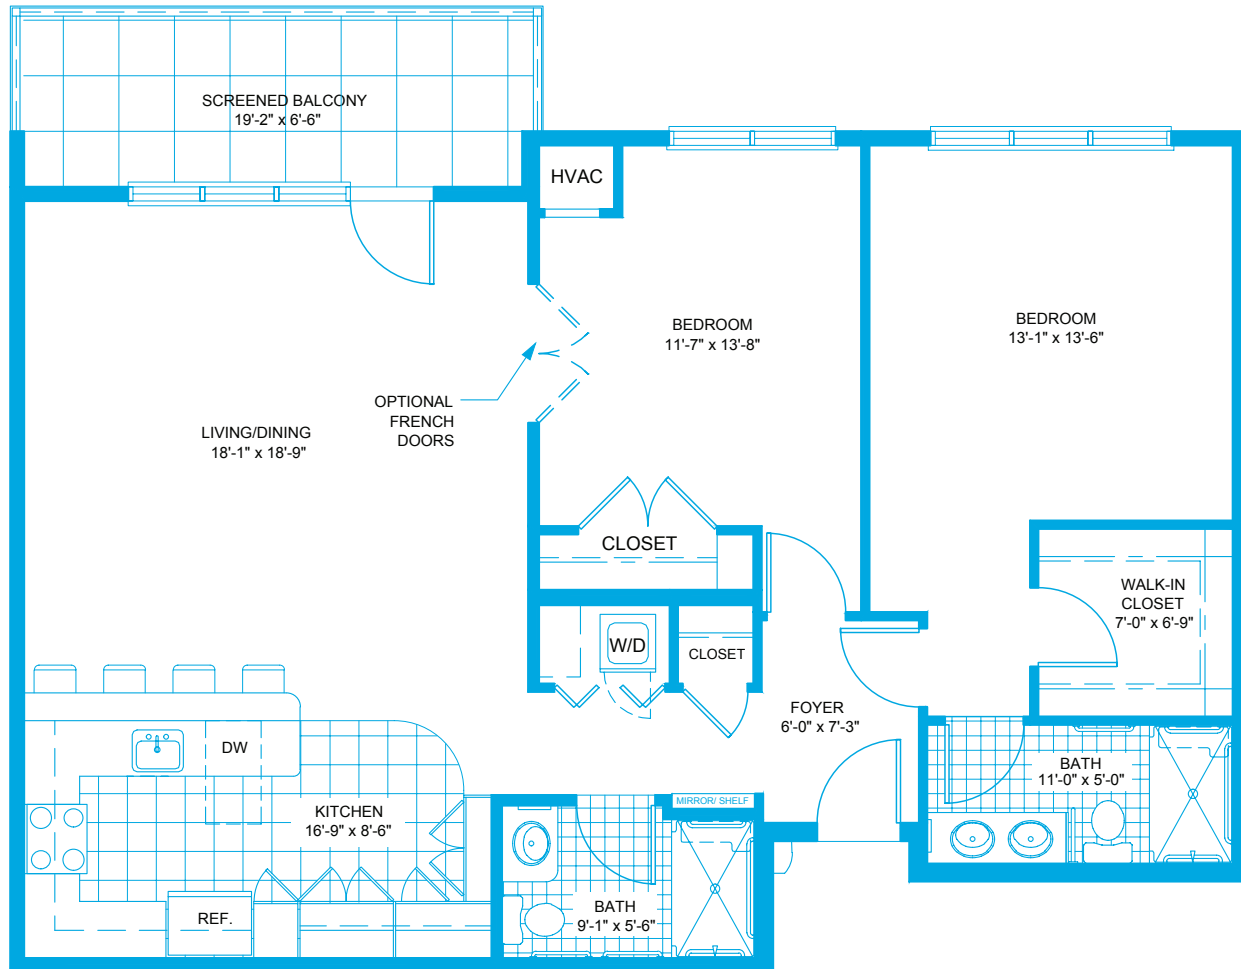 SCREENED BALCONY
19'-2" x 6'-6"
HVAC
BEDROOM
11'-7" x 13'-8"
BEDROOM
13'-1" x 13'-6"
OPTIONAL
FRENCH
DOORS
LIVING/DINING
18'-1" x 18'-9"
CLOSET
WALK-IN
CLOSET
7'-0" x 6'-9"
W/D
CLOSET
FOYER
6'-0" x 7'-3"
DW
BATH
11'-0" x 5'-0"
KITCHEN
16'-9" x 8'-6"
MIRROR/ SHELF
REF.
BATH
9'-1" x 5'-6"